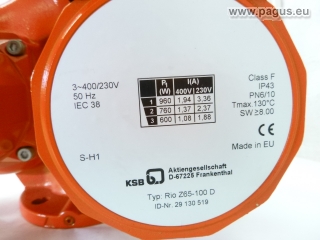 © www.pagus.eu
3~400/230V
50 Hz
IEC 38
P₁ (W) I(A)
400V 230V
1 960 1.94 3.36
2 760 1.37 2.37
3 600 1.08 1.88
Class F
IP43
PN6/10
Tmax.130°C
SW ≥8.00
S-H1
Made in EU
KSB Aktiengesellschaft
D-67225 Frankenthal
Typ: Rio Z65-100 D
ID-Nr. 29 130 519